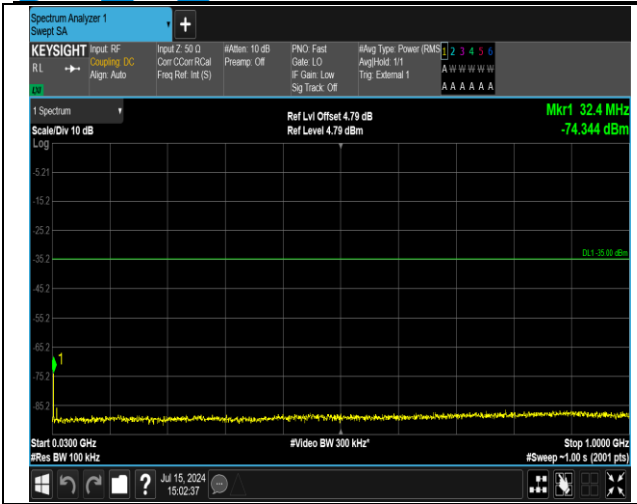 Spectrum Analyzer 1
Swept SA
+
KEYSIGHT Input: RF Input Z: 50 Ω #Atten: 10 dB PNO: Fast #Avg Type: Power (RMS 1 2 3 4 5 6
RL Coupling: DC Corr CCorr RCal Preamp: Off Gate: LO Avg|Hold: 1/1 A W W W W W
Align: Auto Freq Ref: Int (S) IF Gain: Low Trig: External 1
LXI Sig Track: Off A A A A A A
1 Spectrum Ref Lvl Offset 4.79 dB Mkr1 32.4 MHz
Scale/Div 10 dB Ref Level 4.79 dBm -74.344 dBm
Log
-5.21
-15.2
-25.2
DL1 -35.00 dBm
-35.2
-45.2
-55.2
-65.2
1
-75.2
-85.2
Start 0.0300 GHz #Video BW 300 kHz* Stop 1.0000 GHz
#Res BW 100 kHz #Sweep ~1.00 s (2001 pts)
? Jul 15, 2024
15:02:37